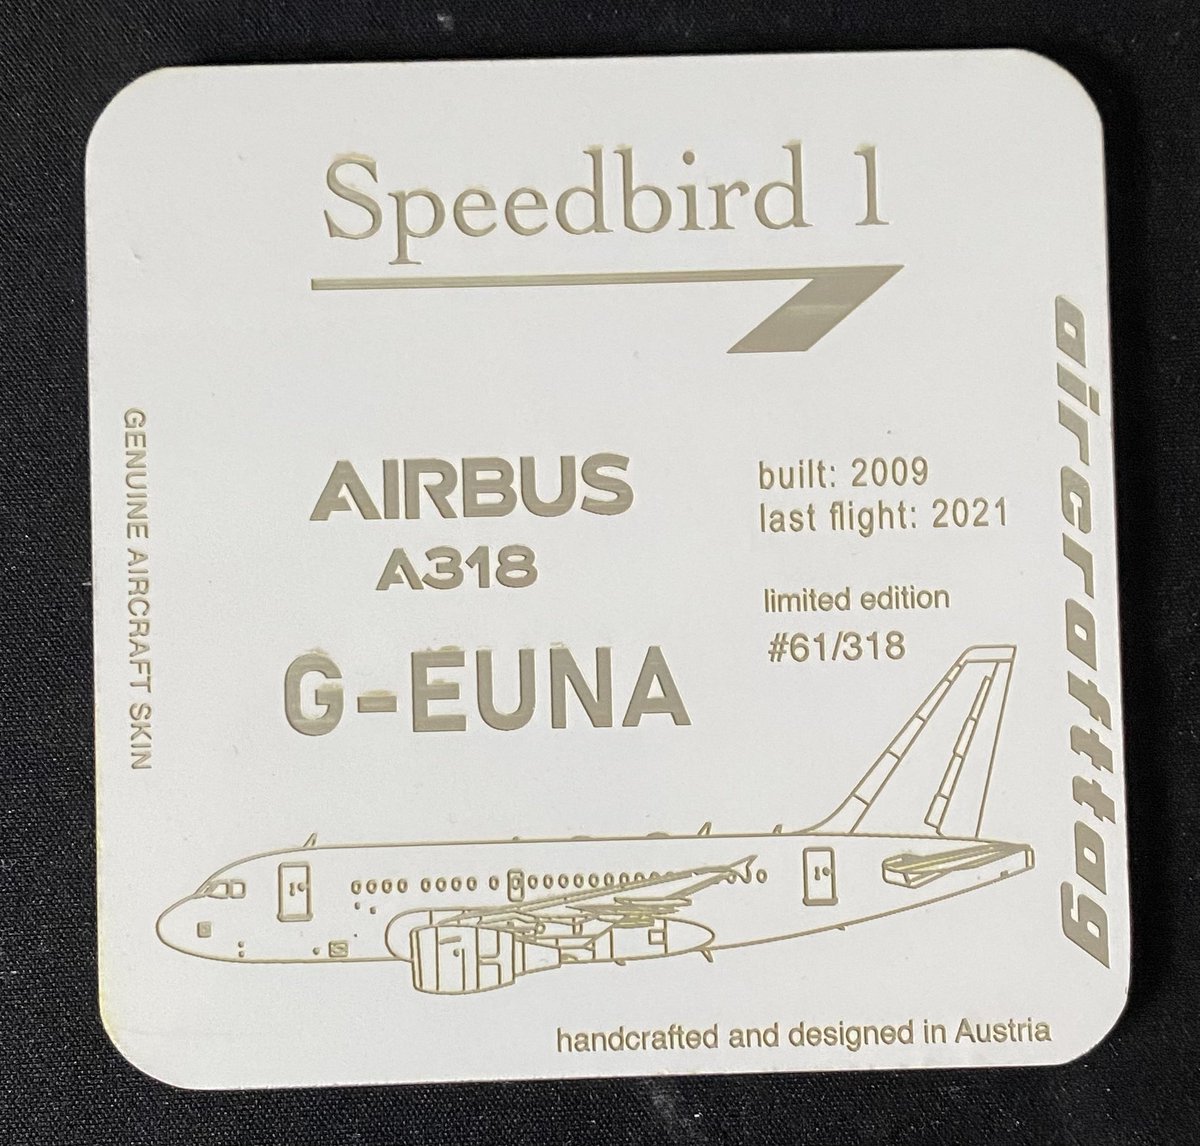 Speedbird 1
GENUINE AIRCRAFT SKIN
AIRBUS
A318
G-EUNA
built: 2009
last flight: 2021
limited edition
#61/318
aircrafttag
handcrafted and designed in Austria